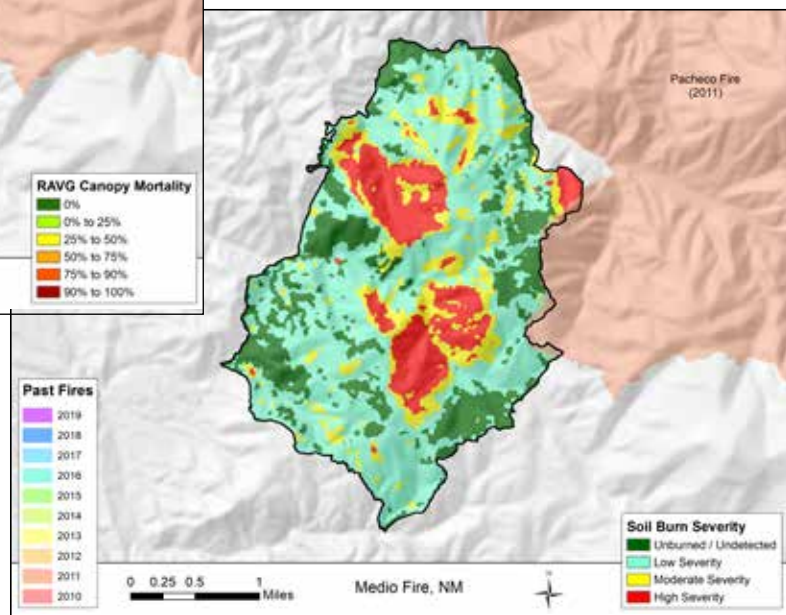 Pacheco Fire
(2011)
RAVG Canopy Mortality
0%
0% to 25%
25% to 50%
50% to 75%
75% to 90%
90% to 100%
Past Fires
2019
2018
2017
2016
2015
2014
2013
2012
2011
2010
Soil Burn Severity
Unburned / Undetected
Low Severity
Moderate Severity
High Severity
0 0.25 0.5 1
Miles
Medio Fire, NM